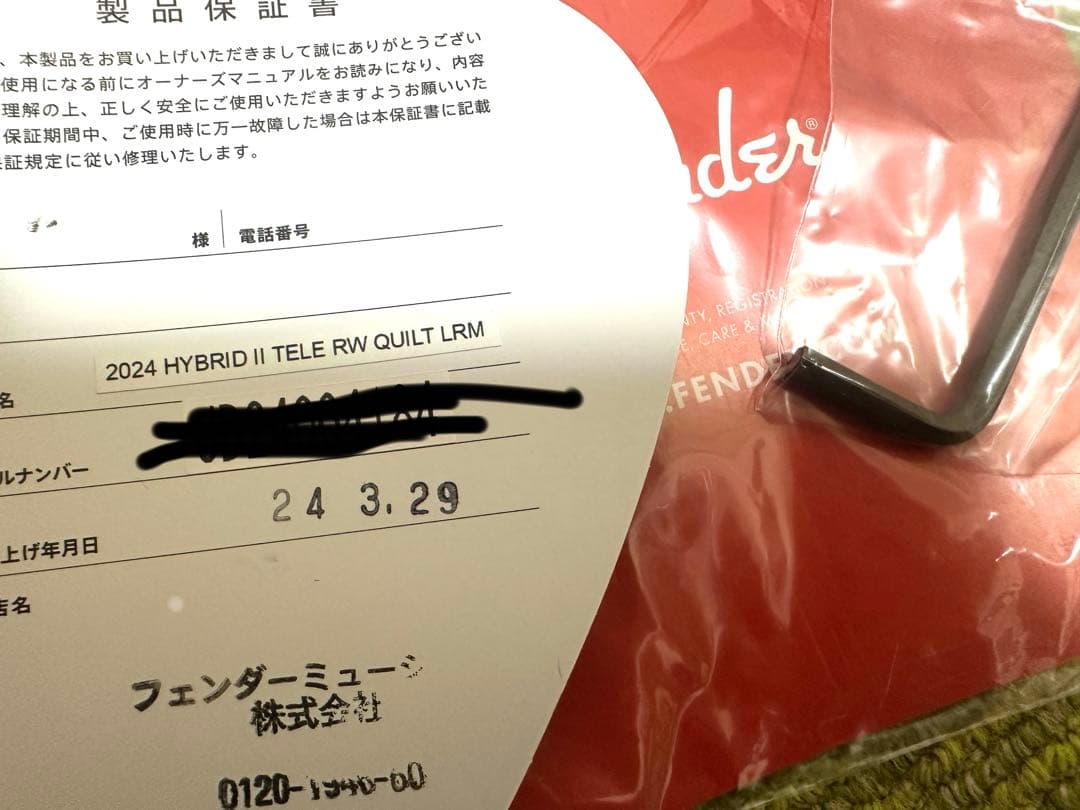 製品保証書
、本製品をお買い上げいただきまして誠にありがとうござい
使用になる前にオーナーズマニュアルをお読みになり、内容
理解の上、正しく安全にご使用いただきますようお願いいた
保証期間中、ご使用時に万一故障した場合は本保証書に記載
証規定に従い修理いたします。
様 電話番号
2024 HYBRID II TELE RW QUILT LRM
名
ルナンバー
24 3.29
上げ年月日
店名
フェンダーミュージ
株式会社
0120-1946-60
nder®
NTY, REGISTRATION
E, CARE &
.FENDE